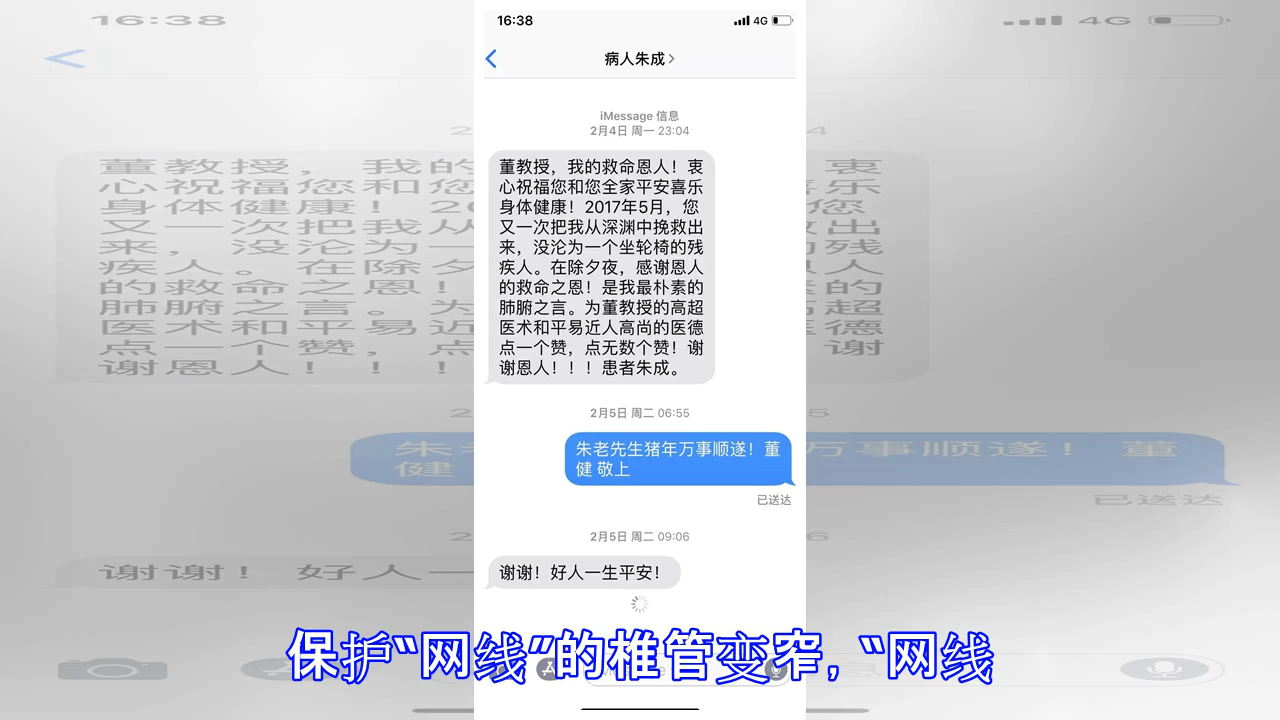 16:38
4G
病人朱成
iMessage 信息
2月4日 周一 23:04
董教授，我的救命恩人！衷
心祝福您和您全家平安喜乐
身体健康！2017年5月，您
又一次把我从深渊中挽救出
来，没沦为一个坐轮椅的残
疾人。在除夕夜，感谢恩人
的救命之恩！是我最朴素的
肺腑之言。为董教授的高超
医术和平易近人高尚的医德
点一个赞，点无数个赞！谢
谢恩人！！！患者朱成。
2月5日 周二 06:55
朱老先生猪年万事顺遂！董
健 敬上
已送达
2月5日 周二 09:06
谢谢！好人一生平安！
保护“网线”的椎管变窄,“网线